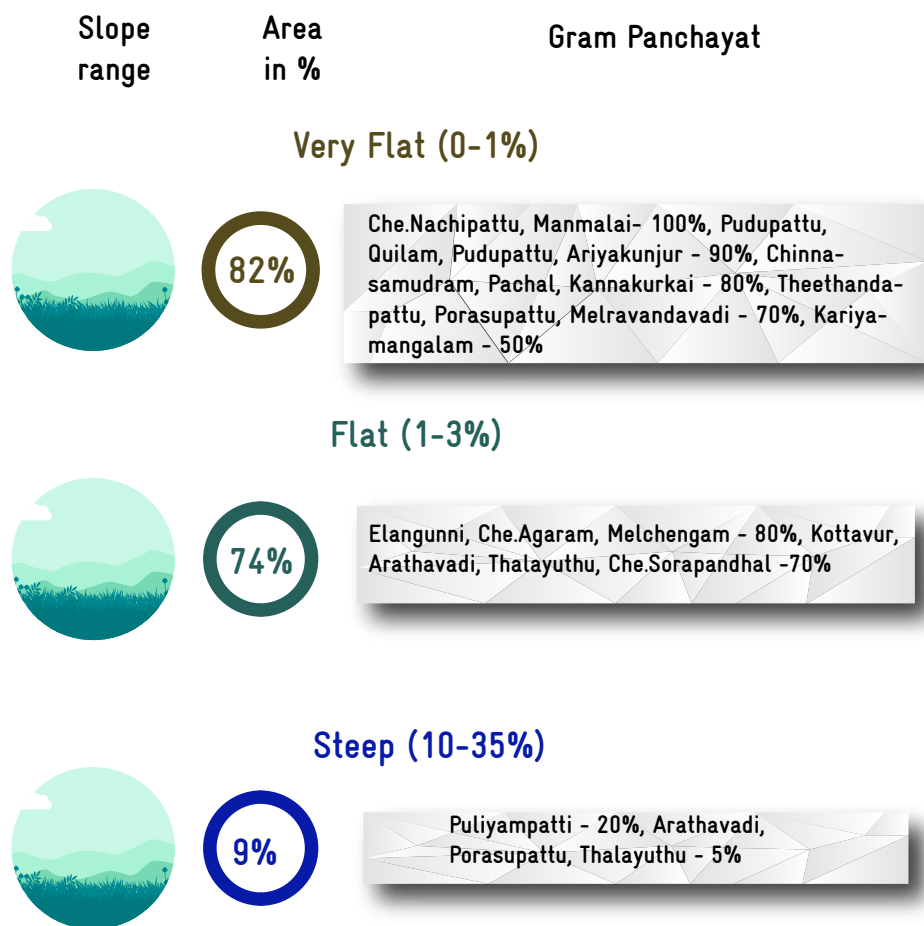 Slope
range
Area
in %
Gram Panchayat
Very Flat (0-1%)
82%
Che.Nachipattu, Manmalai- 100%, Pudupattu,
Quilam, Pudupattu, Ariyakunjur - 90%, Chinna-
samudram, Pachal, Kannakurkai - 80%, Theethanda-
pattu, Porasupattu, Melravandavadi - 70%, Kariya-
mangalam - 50%
Flat (1-3%)
74%
Elangunni, Che.Agaram, Melchengam - 80%, Kottavur,
Arathavadi, Thalayuthu, Che.Sorapandhal -70%
Steep (10-35%)
9%
Puliyampatti - 20%, Arathavadi,
Porasupattu, Thalayuthu - 5%